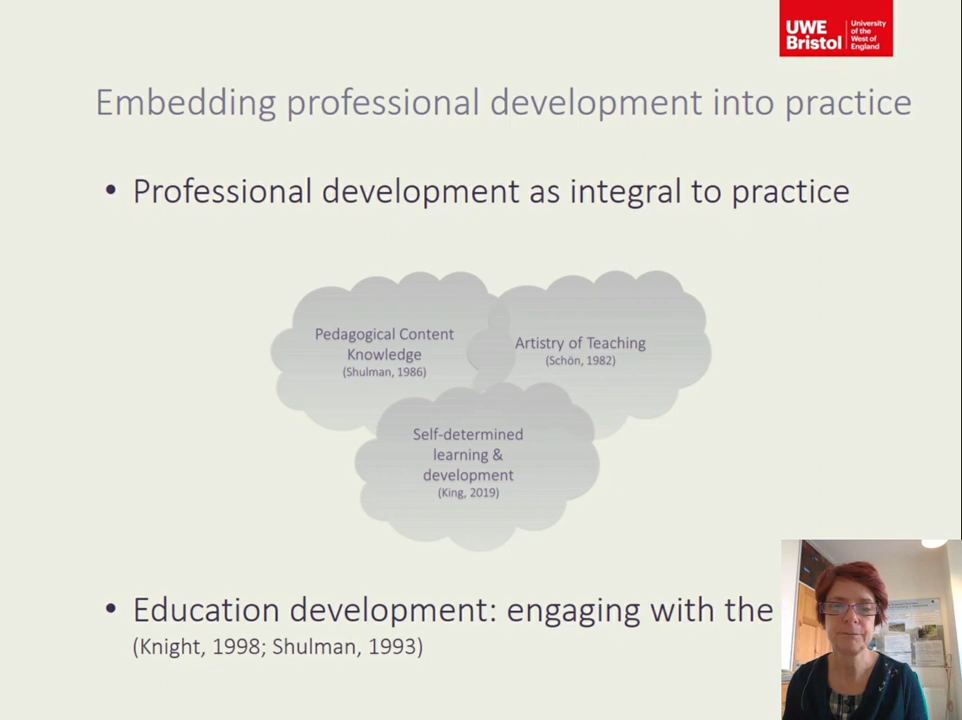 UWE
Bristol
University
of the
West of
England
Embedding professional development into practice
• Professional development as integral to practice
Pedagogical Content
Knowledge
(Shulman, 1986)
Artistry of Teaching
(Schön, 1982)
Self-determined
learning &
development
(King, 2019)
• Education development: engaging with the
(Knight, 1998; Shulman, 1993)